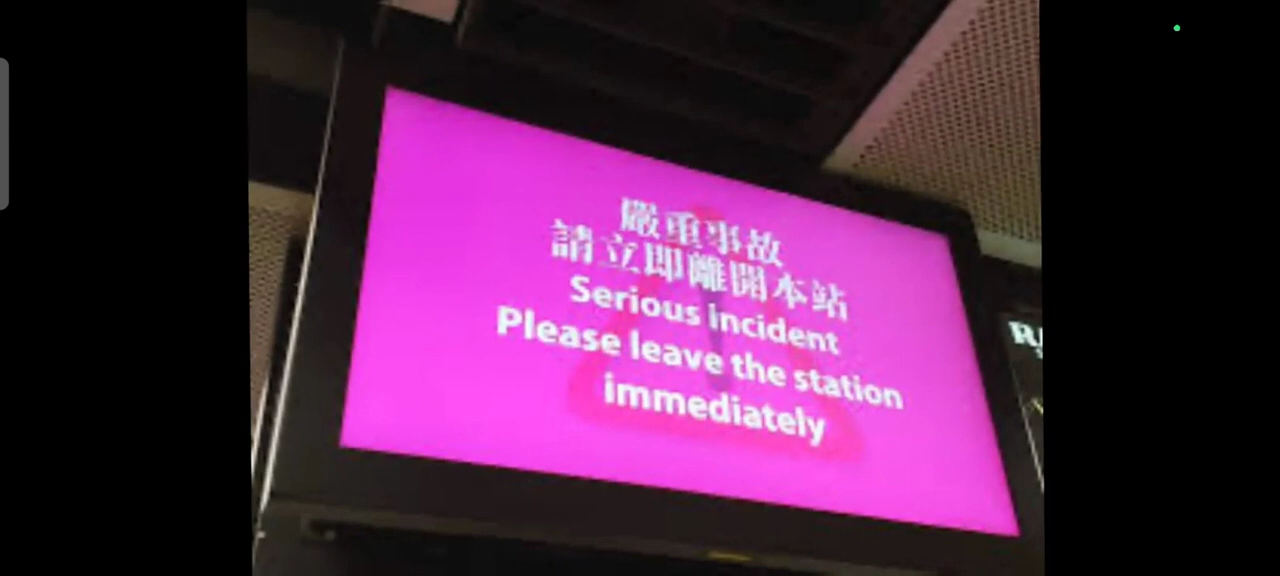 嚴重事故
請立即離開本站
Serious incident
Please leave the station
immediately